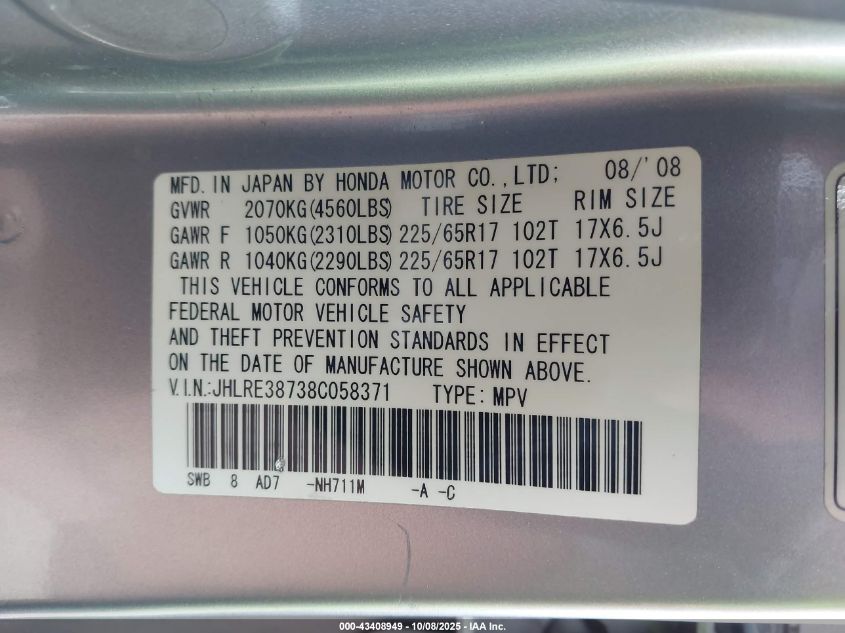 MFD. IN JAPAN BY HONDA MOTOR CO., LTD; 08/'08
GVWR 2070KG(4560LBS) TIRE SIZE RIM SIZE
GAWR F 1050KG(2310LBS) 225/65R17 102T 17X6.5J
GAWR R 1040KG(2290LBS) 225/65R17 102T 17X6.5J
THIS VEHICLE CONFORMS TO ALL APPLICABLE
FEDERAL MOTOR VEHICLE SAFETY
AND THEFT PREVENTION STANDARDS IN EFFECT
ON THE DATE OF MANUFACTURE SHOWN ABOVE.
V.I.N.:JHLRE38738C058371 TYPE: MPV
SWB 8 AD7 -NH711M -A -C
000-43408949 - 10/08/2025 - IAA Inc.